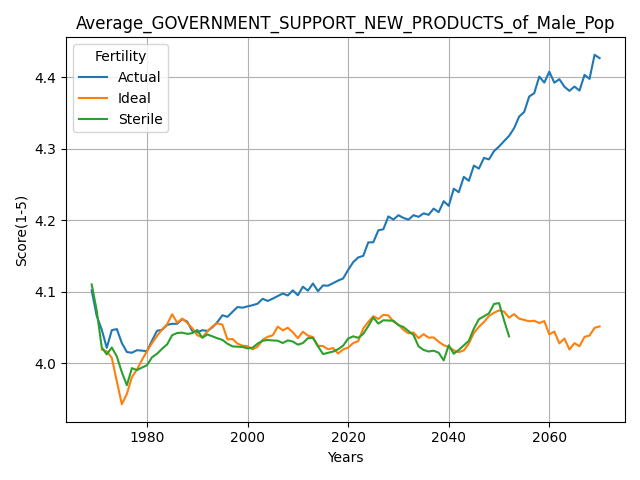 Average_GOVERNMENT_SUPPORT_NEW_PRODUCTS_of_Male_Pop
Fertility
Actual
Ideal
Sterile
Score(1-5)
4.4
4.3
4.2
4.1
4.0
1980 2000 2020 2040 2060
Years